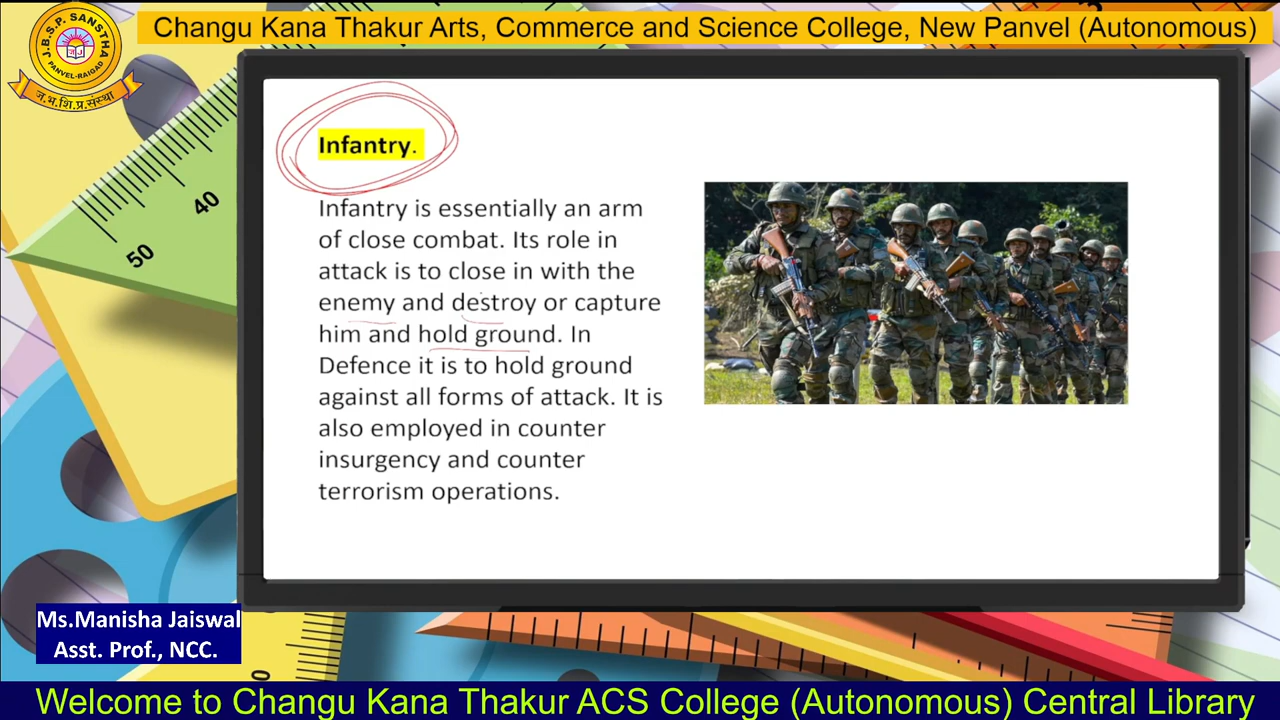 Changu Kana Thakur Arts, Commerce and Science College, New Panvel (Autonomous)
J.B.S.P. SANSTHA
PANVEL-RAIGAD
ज.भ.शि.प्र.संस्था
40
50
Infantry.
Infantry is essentially an arm
of close combat. Its role in
attack is to close in with the
enemy and destroy or capture
him and hold ground. In
Defence it is to hold ground
against all forms of attack. It is
also employed in counter
insurgency and counter
terrorism operations.
Ms.Manisha Jaiswal
Asst. Prof., NCC.
Welcome to Changu Kana Thakur ACS College (Autonomous) Central Library